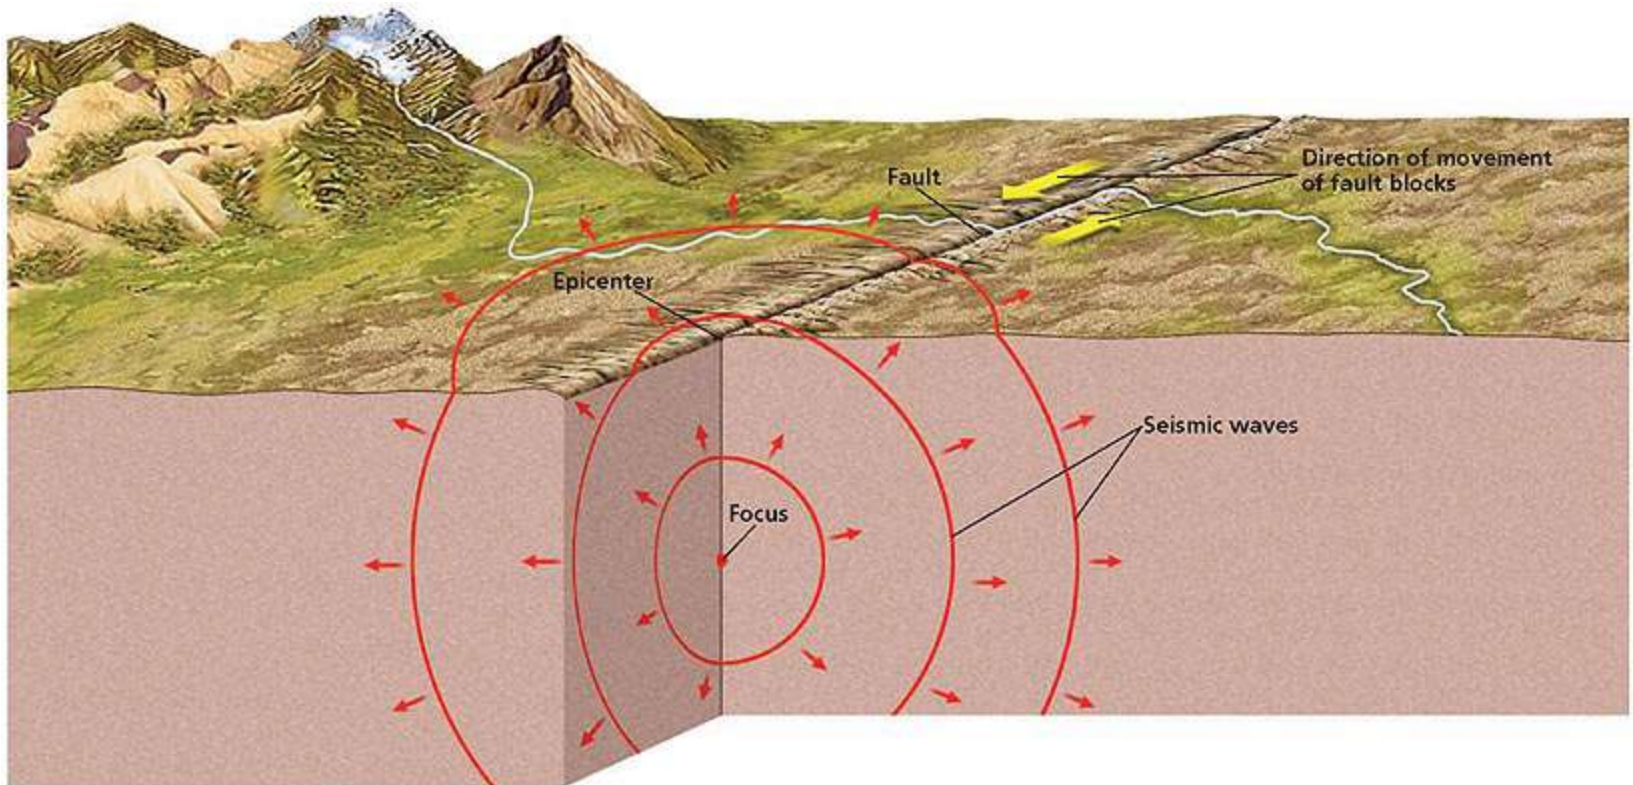 Fault
Direction of movement
of fault blocks
Epicenter
Seismic waves
Focus